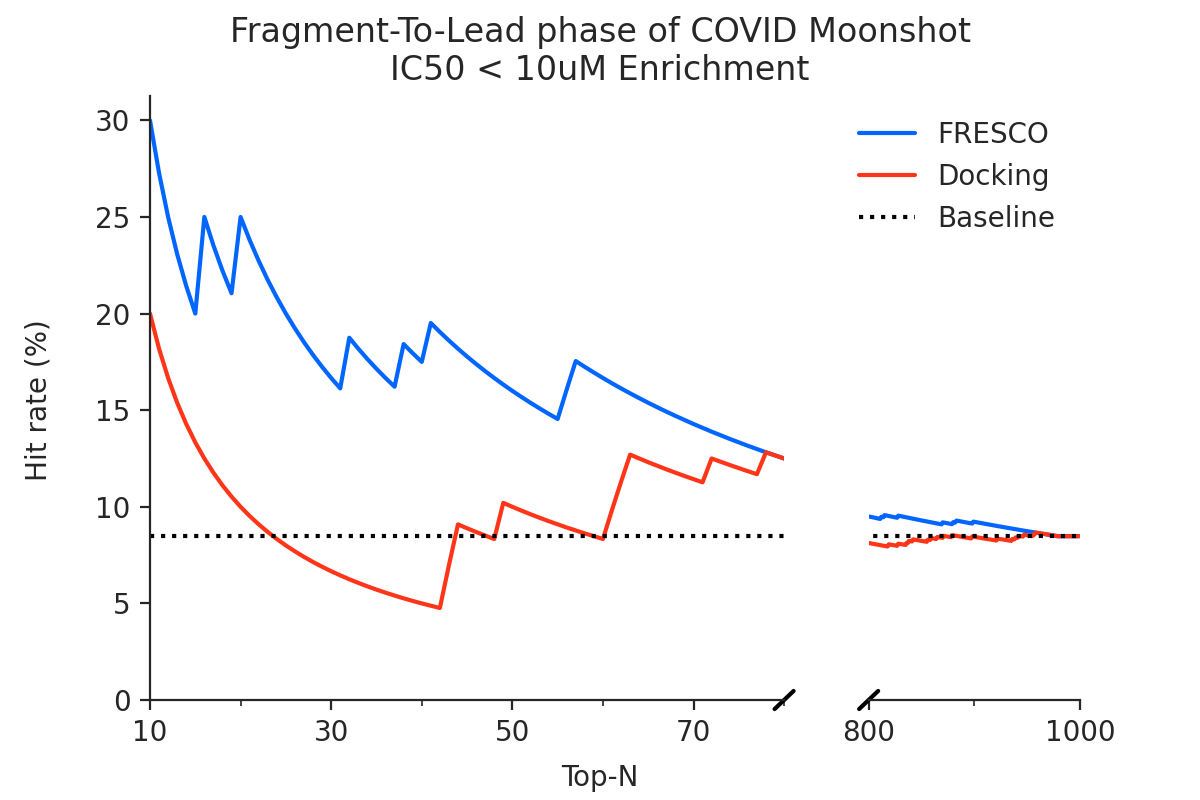 Fragment-To-Lead phase of COVID Moonshot
IC50 < 10uM Enrichment
30
25
20
15
10
5
0
Hit rate (%)
FRESCO
Docking
Baseline
10 30 50 70 800 1000
Top-N